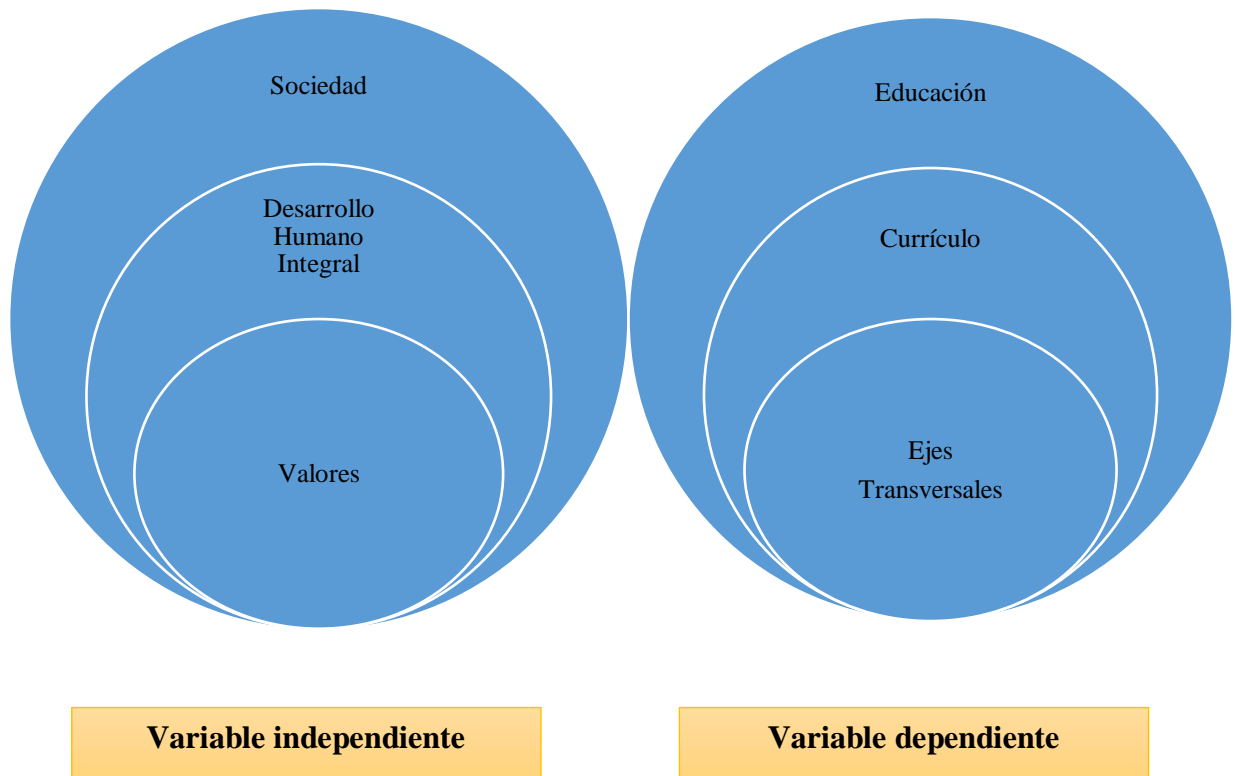 Sociedad
Desarrollo
Humano
Integral
Valores
Variable independiente
Educación
Currículo
Ejes
Transversales
Variable dependiente